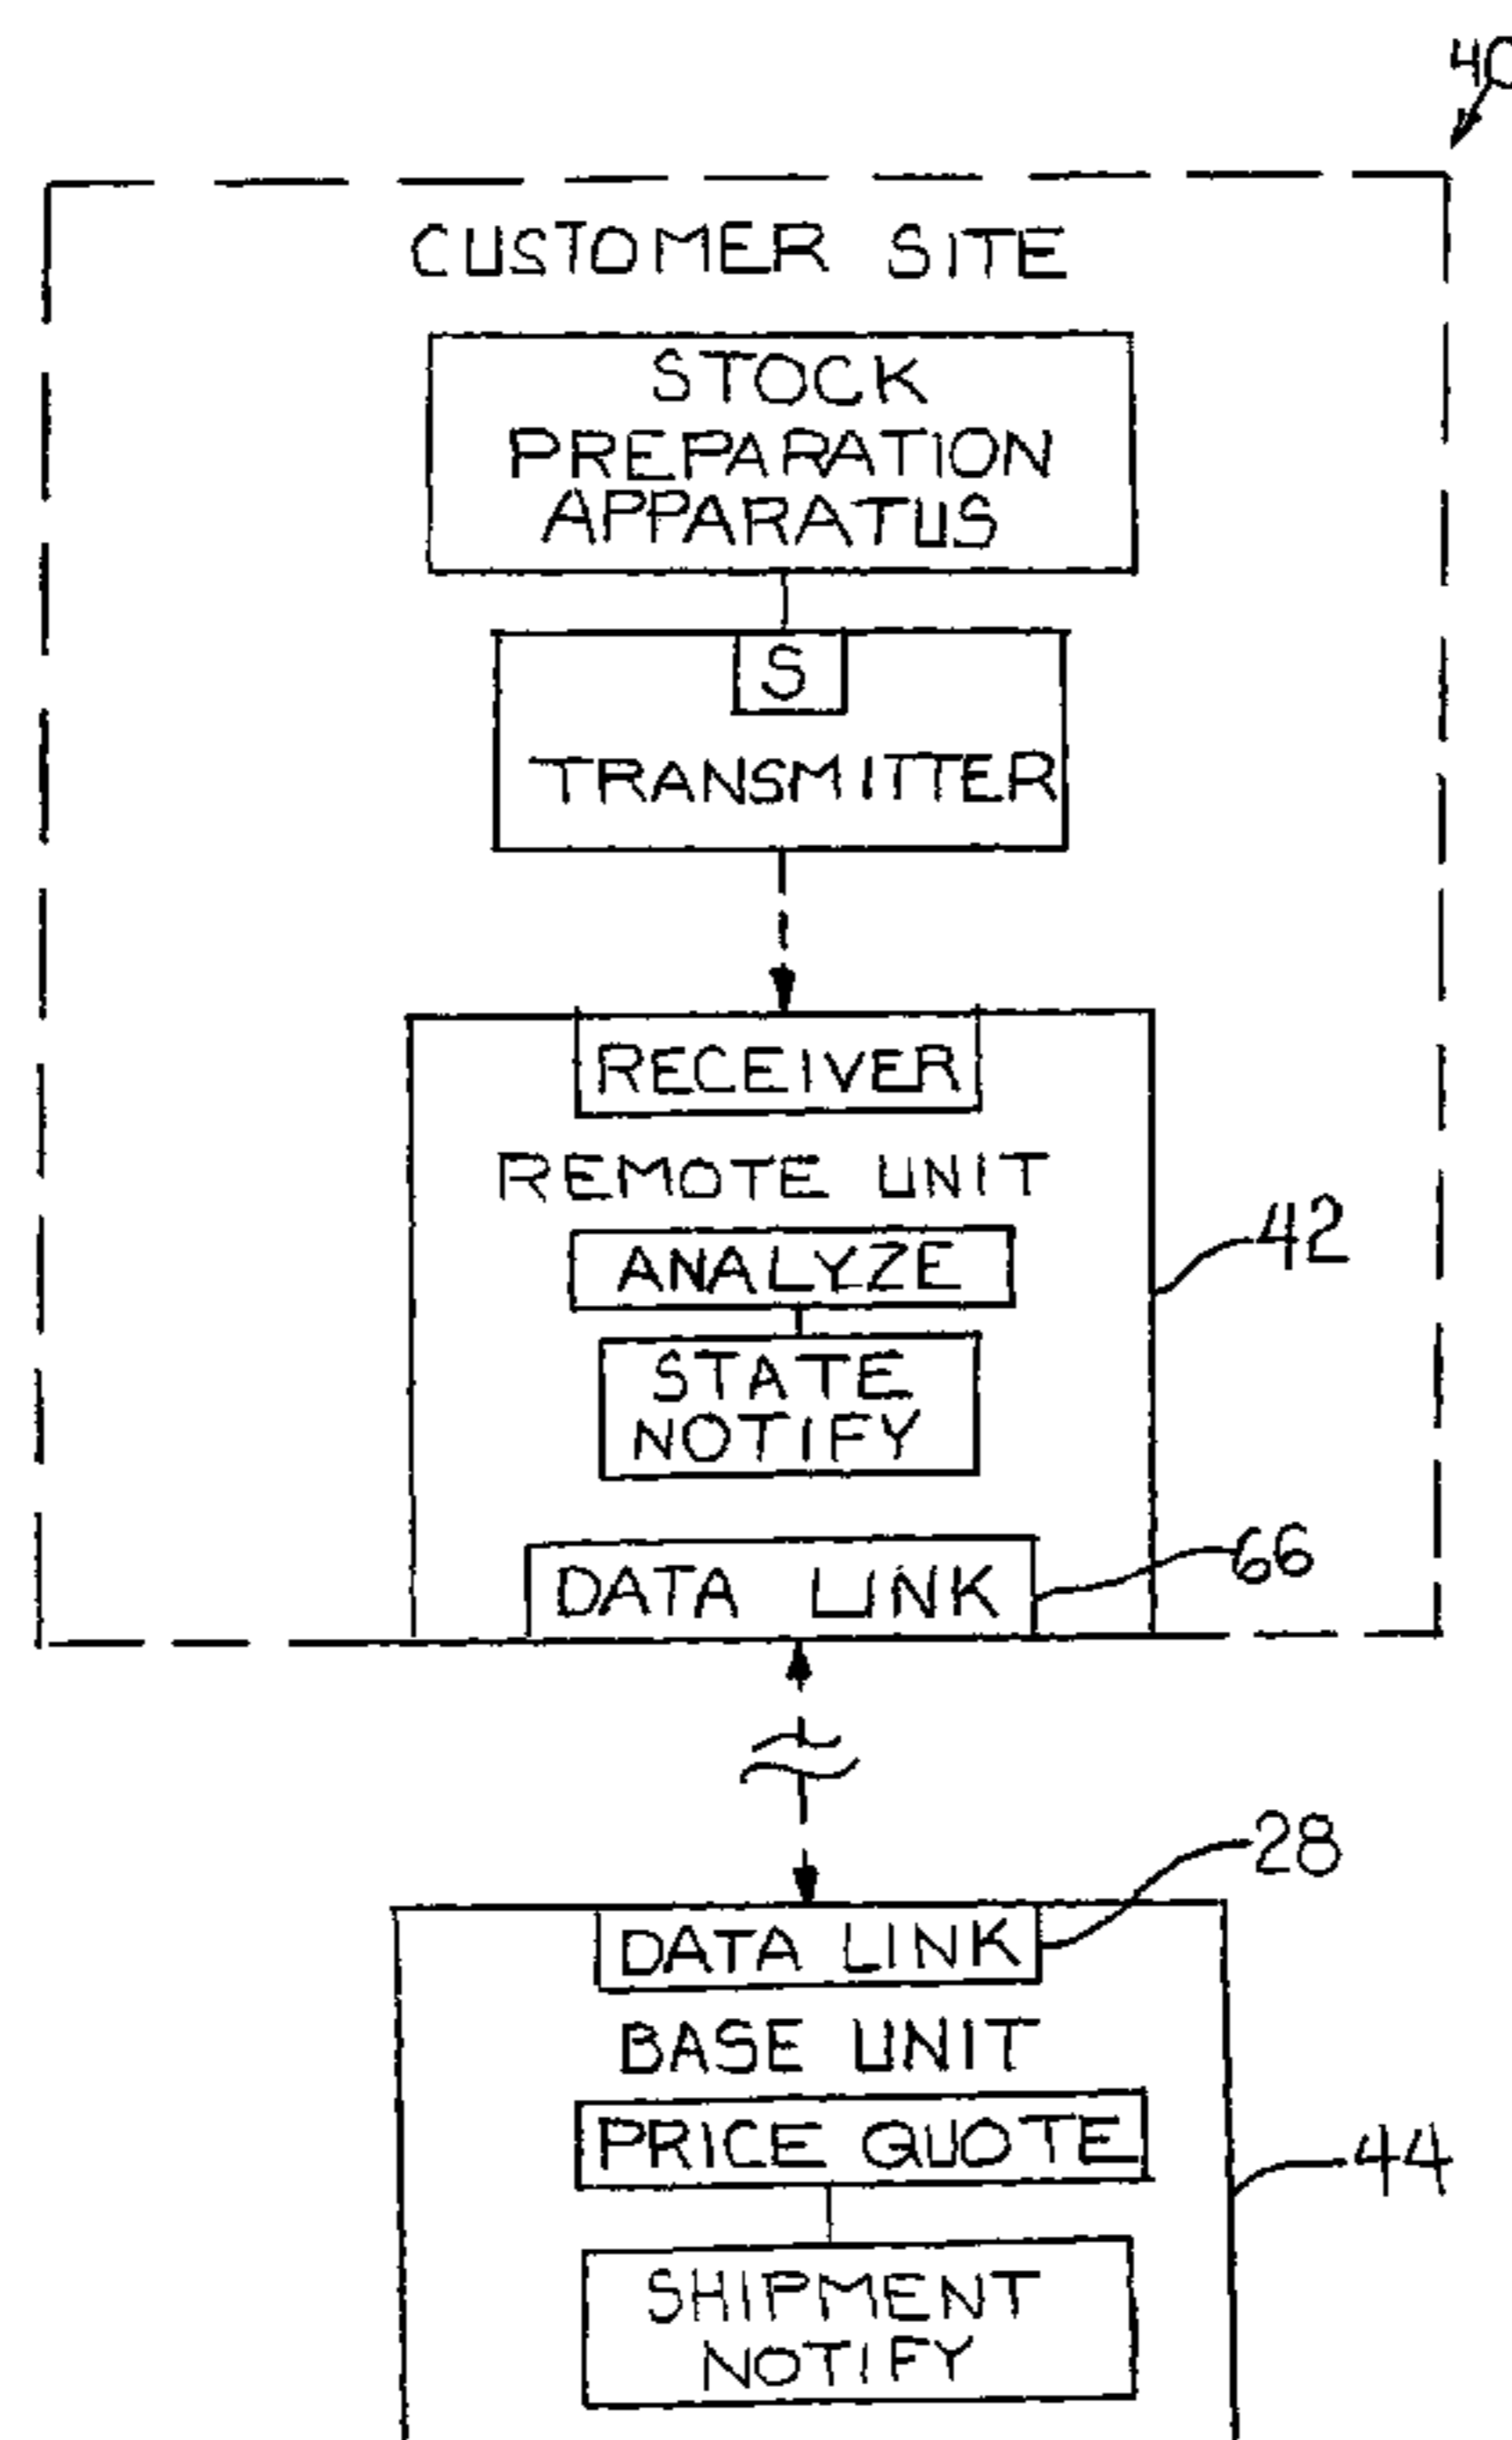 40
CUSTOMER SITE
STOCK
PREPARATION
APPARATUS
S
TRANSMITTER
RECEIVER
REMOTE UNIT
42
ANALYZE
STATE
NOTIFY
66
DATA LINK
28
DATA LINK
BASE UNIT
PRICE QUOTE
44
SHIPMENT
NOTIFY